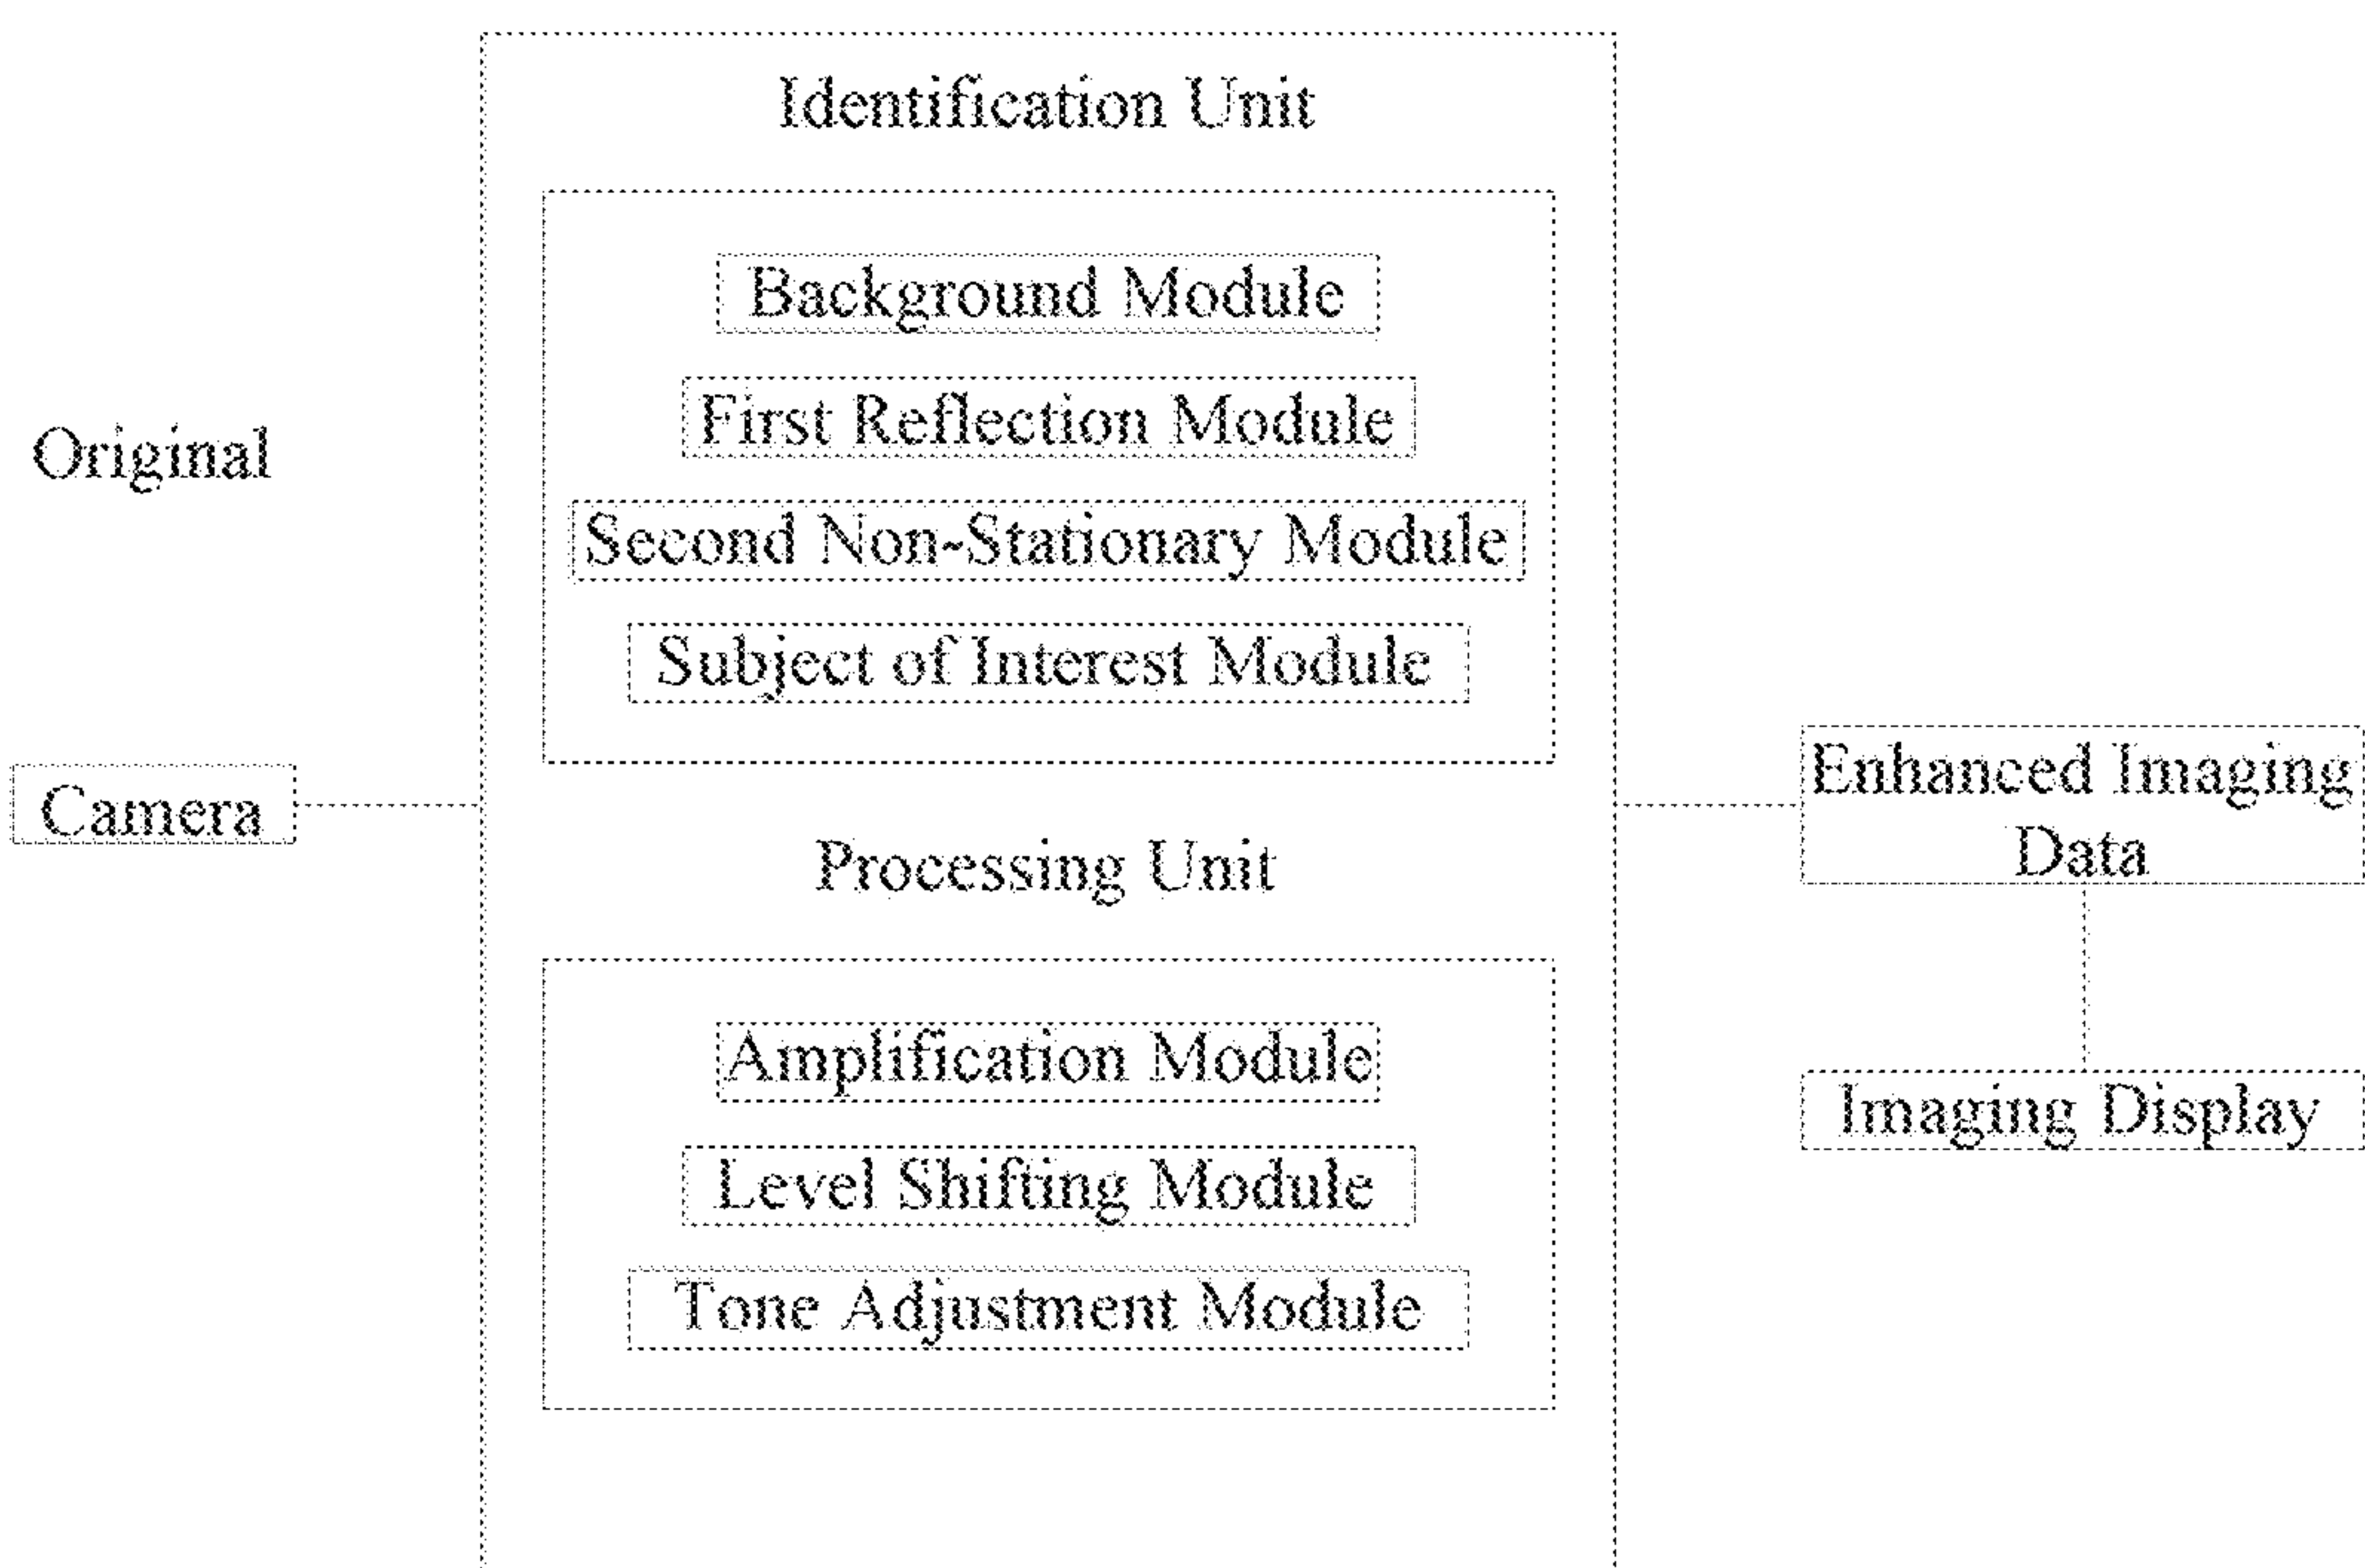 Identification Unit
Background Module
First Reflection Module
Second Non-Stationary Module
Subject of Interest Module
Original
Camera
Processing Unit
Amplification Module
Level Shifting Module
Tone Adjustment Module
Enhanced Imaging
Data
Imaging Display